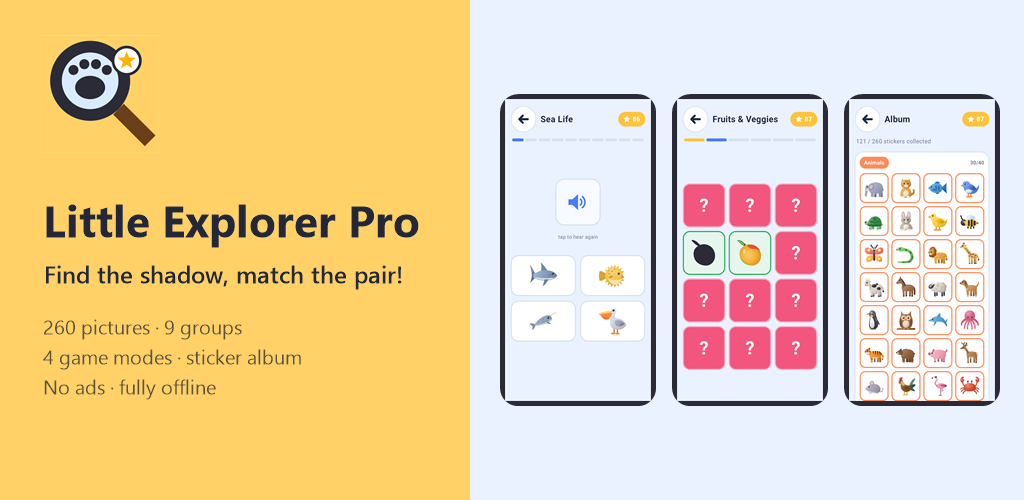 Little Explorer Pro
Find the shadow, match the pair!
260 pictures · 9 groups
4 game modes · sticker album
No ads · fully offline
Sea Life
86
tap to hear again
Fruits & Veggies
87
?
?
?
?
?
?
?
?
?
?
Album
87
121 / 260 stickers collected
Animals
30/40